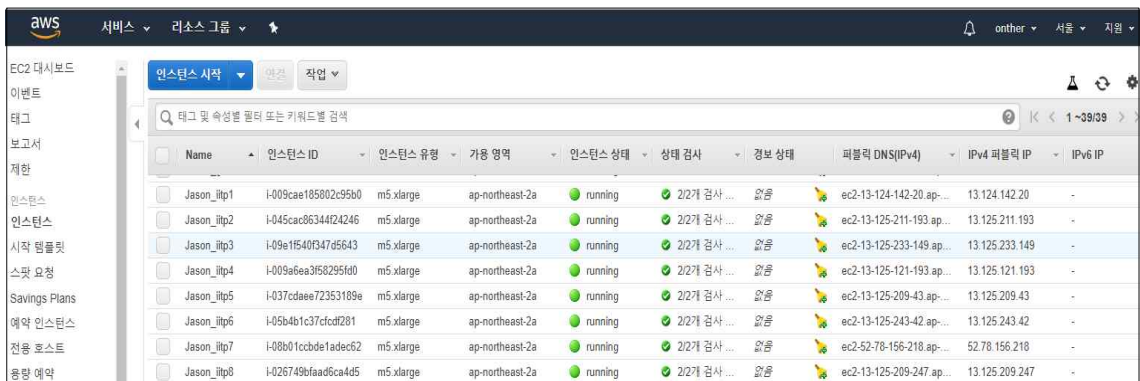 aws 서비스 리소스 그룹 onther 서울 지원
EC2 대시보드
이벤트
태그
보고서
제한
인스턴스
인스턴스
시작 템플릿
스팟 요청
Savings Plans
예약 인스턴스
전용 호스트
용량 예약
인스턴스 시작 연결 작업
태그 및 속성별 필터 또는 키워드별 검색 1 ~39/39
Name 인스턴스 ID 인스턴스 유형 가용 영역 인스턴스 상태 상태 검사 경보 상태 퍼블릭 DNS(IPv4) IPv4 퍼블릭 IP IPv6 IP
Jason_iitp1 i-009cae185802c95b0 m5.xlarge ap-northeast-2a running 2/2개 검사 ... 없음 ec2-13-124-142-20.ap-... 13.124.142.20 -
Jason_iitp2 i-045cac86344f24246 m5.xlarge ap-northeast-2a running 2/2개 검사 ... 없음 ec2-13-125-211-193.ap... 13.125.211.193 -
Jason_iitp3 i-09e1f540f347d5643 m5.xlarge ap-northeast-2a running 2/2개 검사 ... 없음 ec2-13-125-233-149.ap... 13.125.233.149 -
Jason_iitp4 i-009a6ea3f58295fd0 m5.xlarge ap-northeast-2a running 2/2개 검사 ... 없음 ec2-13-125-121-193.ap... 13.125.121.193 -
Jason_iitp5 i-037cdaee72353189e m5.xlarge ap-northeast-2a running 2/2개 검사 ... 없음 ec2-13-125-209-43.ap-... 13.125.209.43 -
Jason_iitp6 i-05b4b1c37cfcdf281 m5.xlarge ap-northeast-2a running 2/2개 검사 ... 없음 ec2-13-125-243-42.ap-... 13.125.243.42 -
Jason_iitp7 i-08b01ccbde1adec62 m5.xlarge ap-northeast-2a running 2/2개 검사 ... 없음 ec2-52-78-156-218.ap-... 52.78.156.218 -
Jason_iitp8 i-026749bfaad6ca4d5 m5.xlarge ap-northeast-2a running 2/2개 검사 ... 없음 ec2-13-125-209-247.ap... 13.125.209.247 -